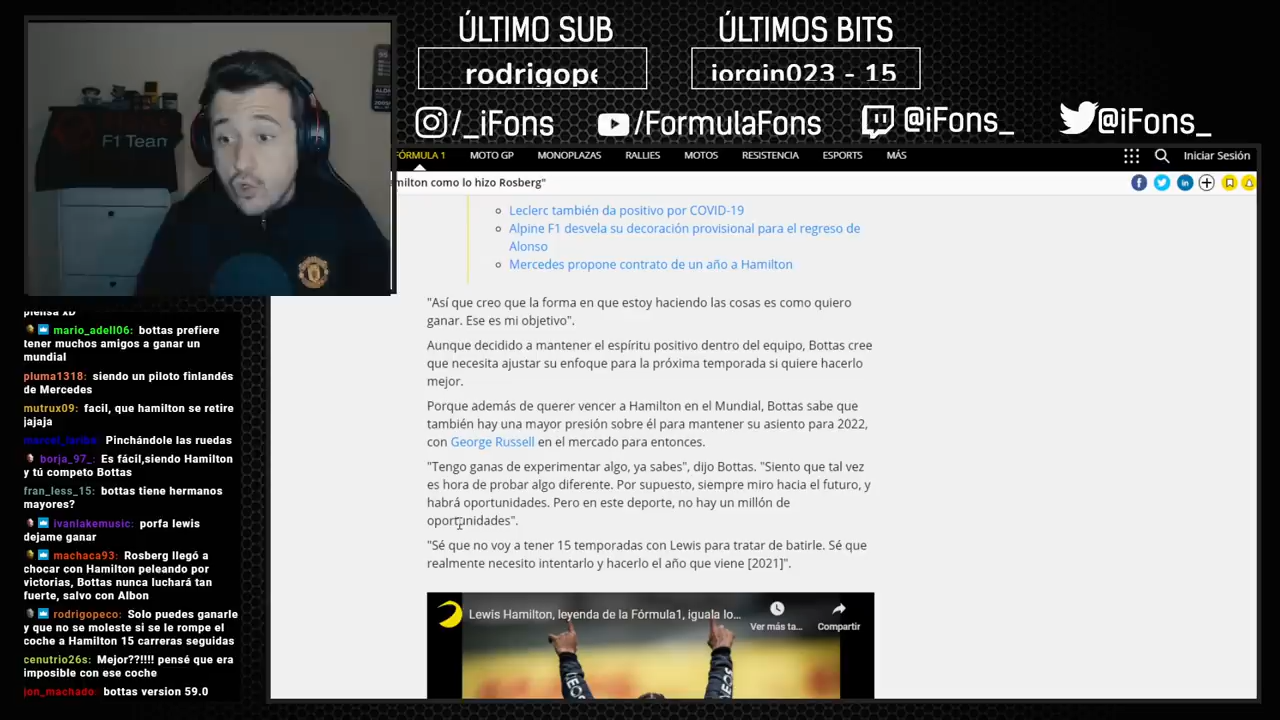 ÚLTIMO SUB
rodrigope
ÚLTIMOS BITS
jorgin023 - 15
/_iFons
/FormulaFons
@iFons_
@iFons_
F1 Team
FÓRMULA 1 MOTO GP MONOPLAZAS RALLIES MOTOS RESISTENCIA ESPORTS MÁS Iniciar Sesión
milton como lo hizo Rosberg"
Leclerc también da positivo por COVID-19
Alpine F1 desvela su decoración provisional para el regreso de
Alonso
Mercedes propone contrato de un año a Hamilton
"Así que creo que la forma en que estoy haciendo las cosas es como quiero
ganar. Ese es mi objetivo".
Aunque decidido a mantener el espíritu positivo dentro del equipo, Bottas cree
que necesita ajustar su enfoque para la próxima temporada si quiere hacerlo
mejor.
Porque además de querer vencer a Hamilton en el Mundial, Bottas sabe que
también hay una mayor presión sobre él para mantener su asiento para 2022,
con George Russell en el mercado para entonces.
"Tengo ganas de experimentar algo, ya sabes", dijo Bottas. "Siento que tal vez
es hora de probar algo diferente. Por supuesto, siempre miro hacia el futuro, y
habrá oportunidades. Pero en este deporte, no hay un millón de
oportunidades".
"Sé que no voy a tener 15 temporadas con Lewis para tratar de batirle. Sé que
realmente necesito intentarlo y hacerlo el año que viene [2021]".
Lewis Hamilton, leyenda de la Fórmula1, iguala lo...
Ver más ta...
Compartir
INEOS
piensa xD
mario_adell06: bottas prefiere
tener muchos amigos a ganar un
mundial
pluma1318: siendo un piloto finlandés
de Mercedes
mutrux09: facil, que hamilton se retire
jajaja
Pinchándole las ruedas
borja_97_: Es fácil,siendo Hamilton
y tú competo Bottas
fran_less_15: bottas tiene hermanos
mayores?
ivanlakemusic: porfa lewis
dejame ganar
machaca93: Rosberg llegó a
chocar con Hamilton peleando por
victorias, Bottas nunca luchará tan
fuerte, salvo con Albon
rodrigopeco: Solo puedes ganarle
y que no se moleste si se le rompe el
coche a Hamilton 15 carreras seguidas
cenutrio26s: Mejor??!!!! pensé que era
imposible con ese coche
jon_machado: bottas version 59.0